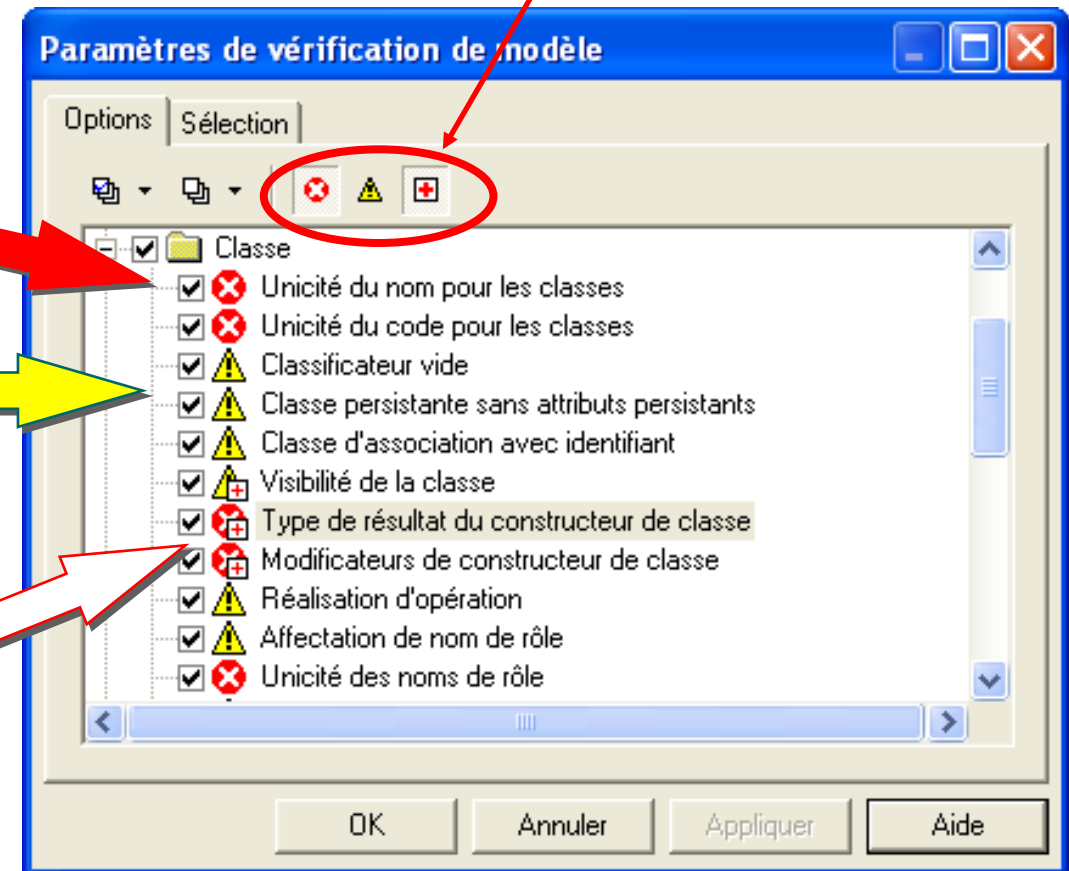 Paramètres de vérification de modèle
Options Sélection
Classe
Unicité du nom pour les classes
Unicité du code pour les classes
Classificateur vide
Classe persistante sans attributs persistants
Classe d'association avec identifiant
Visibilité de la classe
Type de résultat du constructeur de classe
Modificateurs de constructeur de classe
Réalisation d'opération
Affectation de nom de rôle
Unicité des noms de rôle
OK Annuler Appliquer Aide